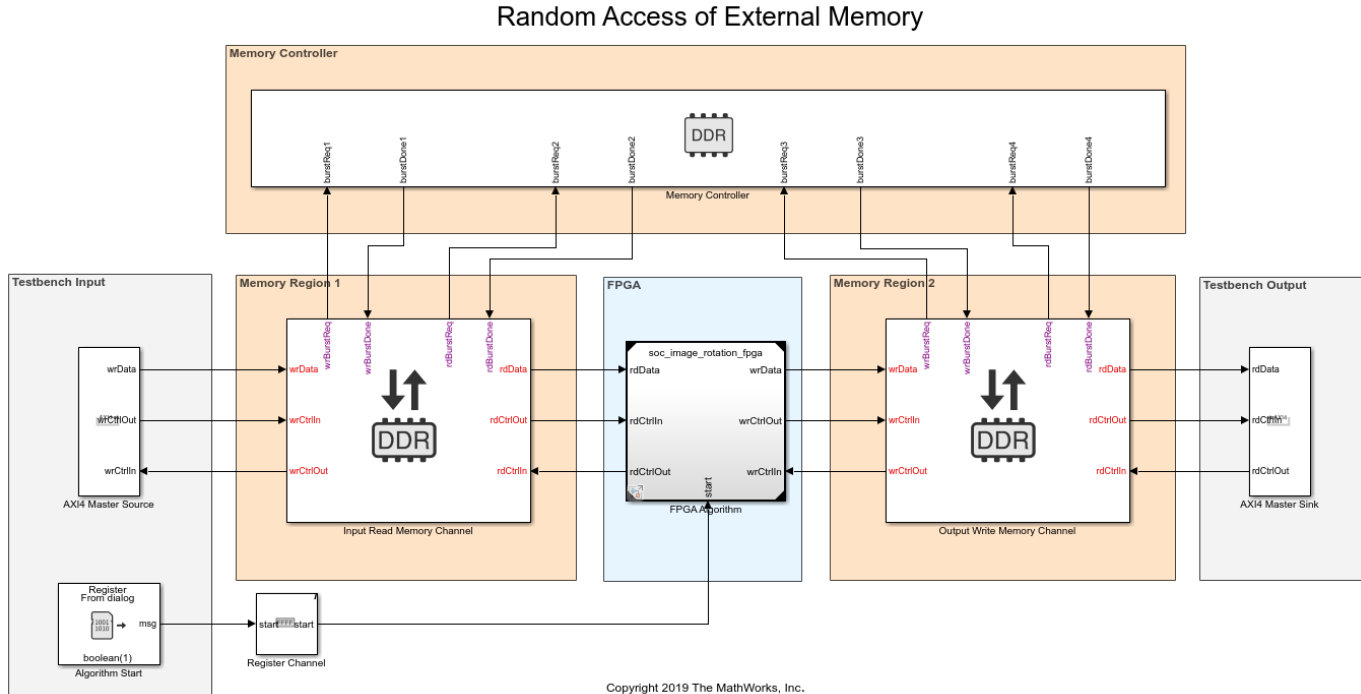 Random Access of External Memory
Memory Controller
DDR
burstReq1
burstDone1
burstReq2
burstDone2
burstReq3
burstDone3
burstReq4
burstDone4
Memory Controller
Testbench Input
wrData
wrCtrlOut
wrCtrlIn
AXI4 Master Source
Register
From dialog
1001
1010
msg
boolean(1)
Algorithm Start
start start
Register Channel
Memory Region 1
wrBurstReq
wrBurstDone
rdBurstReq
rdBurstDone
wrData
rdData
wrCtrlIn
DDR
rdCtrlOut
wrCtrlOut
rdCtrlIn
Input Read Memory Channel
FPGA
soc_image_rotation_fpga
rdData
wrData
rdCtrlIn
wrCtrlOut
rdCtrlOut
wrCtrlIn
start
FPGA Algorithm
Memory Region 2
wrBurstReq
wrBurstDone
rdBurstReq
rdBurstDone
wrData
rdData
wrCtrlIn
DDR
rdCtrlOut
wrCtrlOut
rdCtrlIn
Output Write Memory Channel
Testbench Output
rdData
rdCtrlIn
rdCtrlOut
AXI4 Master Sink
Copyright 2019 The MathWorks, Inc.